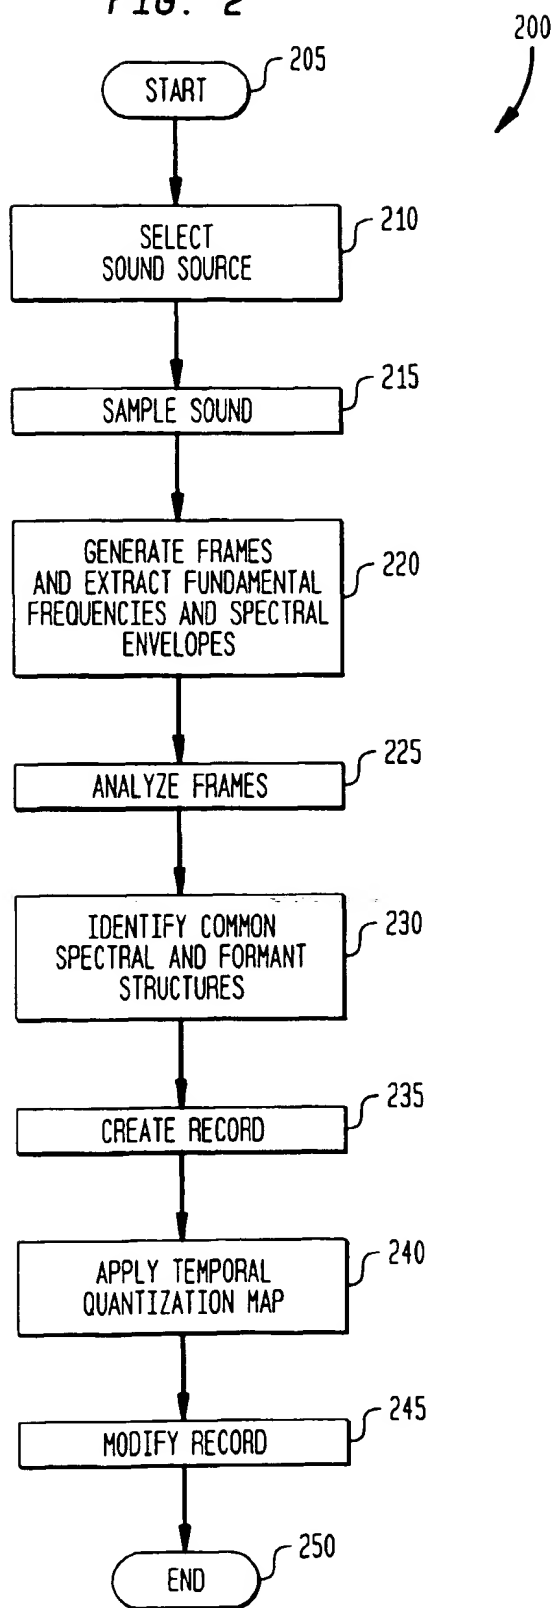 FIG. 2
200
START
205
SELECT
SOUND SOURCE
210
SAMPLE SOUND
215
GENERATE FRAMES
AND EXTRACT FUNDAMENTAL
FREQUENCIES AND SPECTRAL
ENVELOPES
220
ANALYZE FRAMES
225
IDENTIFY COMMON
SPECTRAL AND FORMANT
STRUCTURES
230
CREATE RECORD
235
APPLY TEMPORAL
QUANTIZATION MAP
240
MODIFY RECORD
245
END
250